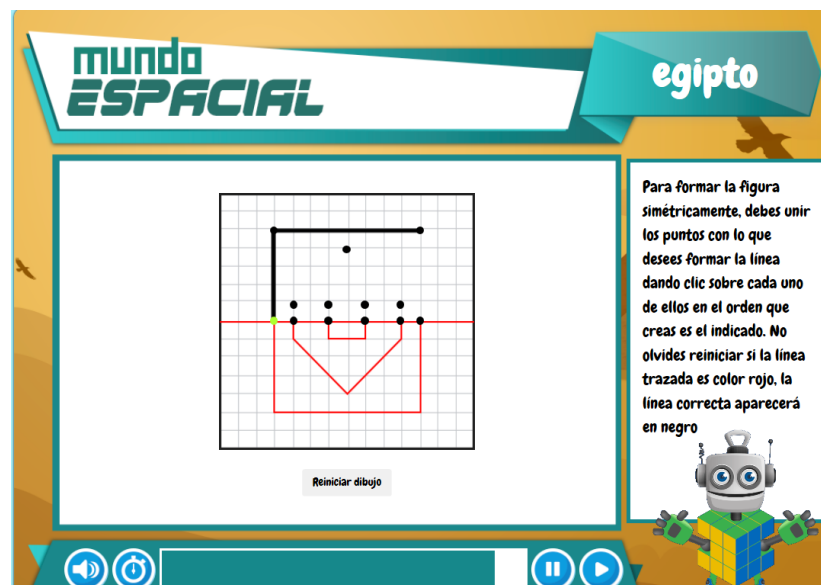 mundo
ESPACIAL
egipto
Para formar la figura
simétricamente, debes unir
los puntos con lo que
desees formar la línea
dando clic sobre cada uno
de ellos en el orden que
creas es el indicado. No
olvides reiniciar si la línea
trazada es color rojo, la
línea correcta aparecerá
en negro
Reiniciar dibujo